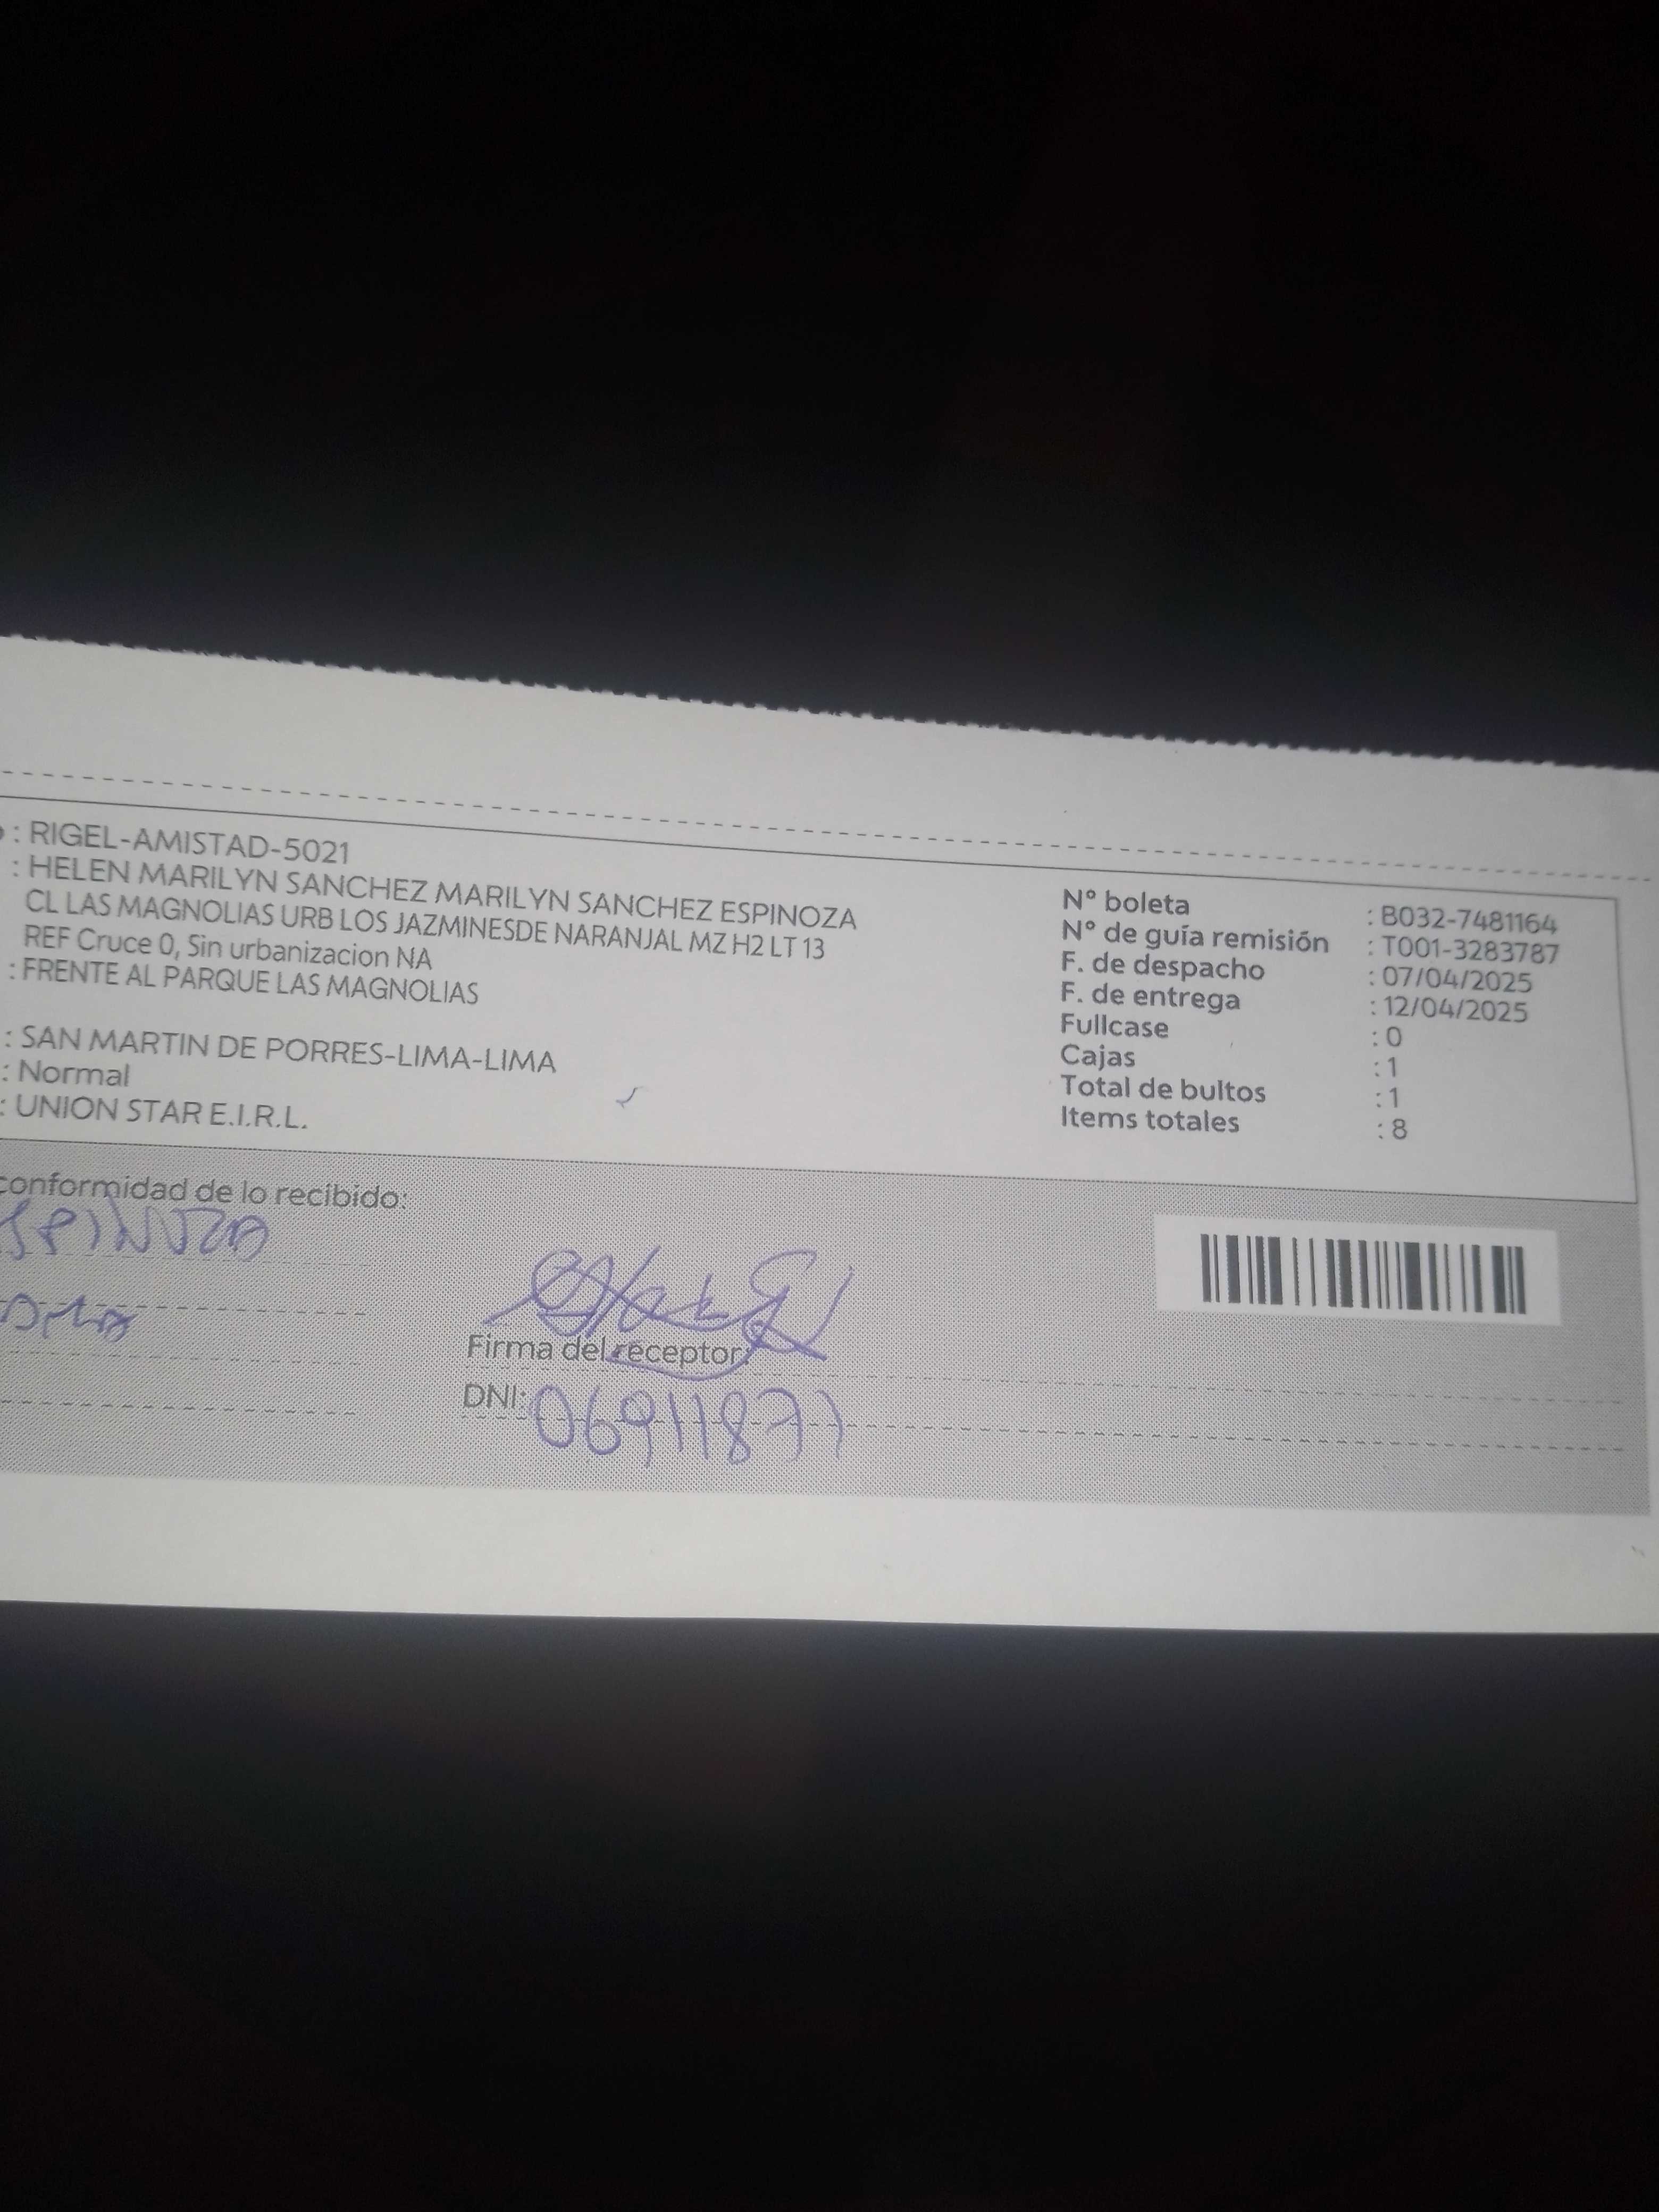 : RIGEL-AMISTAD-5021
: HELEN MARILYN SANCHEZ MARILYN SANCHEZ ESPINOZA
CL LAS MAGNOLIAS URB LOS JAZMINESDE NARANJAL MZ H2 LT 13
REF Cruce 0, Sin urbanizacion NA
: FRENTE AL PARQUE LAS MAGNOLIAS
: SAN MARTIN DE PORRES-LIMA-LIMA
: Normal
: UNION STAR E.I.R.L.
N° boleta : B032-7481164
N° de guía remisión : T001-3283787
F. de despacho : 07/04/2025
F. de entrega : 12/04/2025
Fullcase : 0
Cajas : 1
Total de bultos : 1
Items totales : 8
conformidad de lo recibido:
SPINOZA
Firma del receptor:
DNI: 06911877